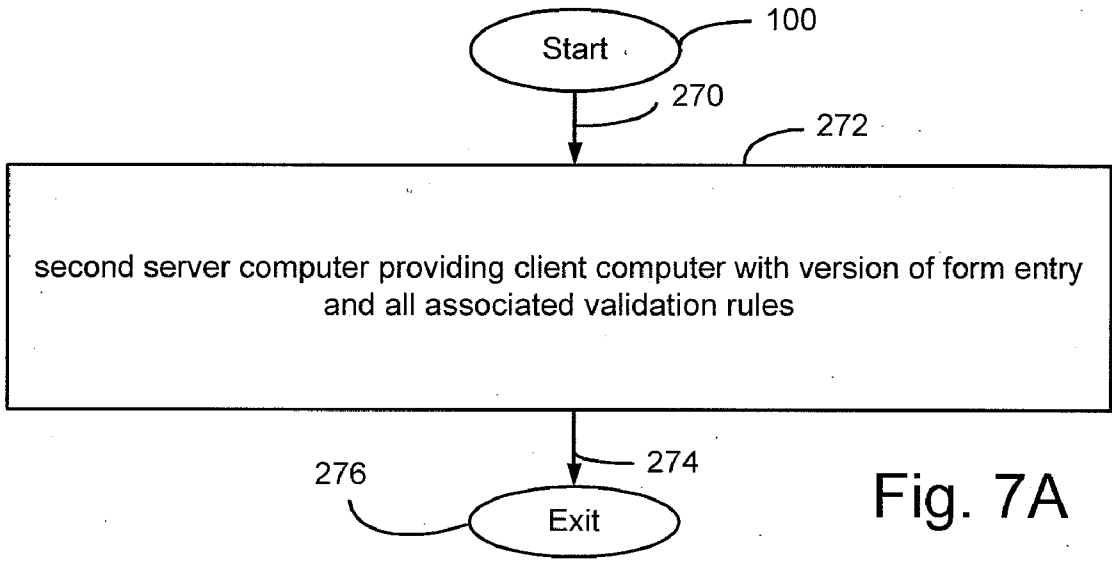 Start
100
270
272
second server computer providing client computer with version of form entry
and all associated validation rules
274
276
Exit
Fig. 7A